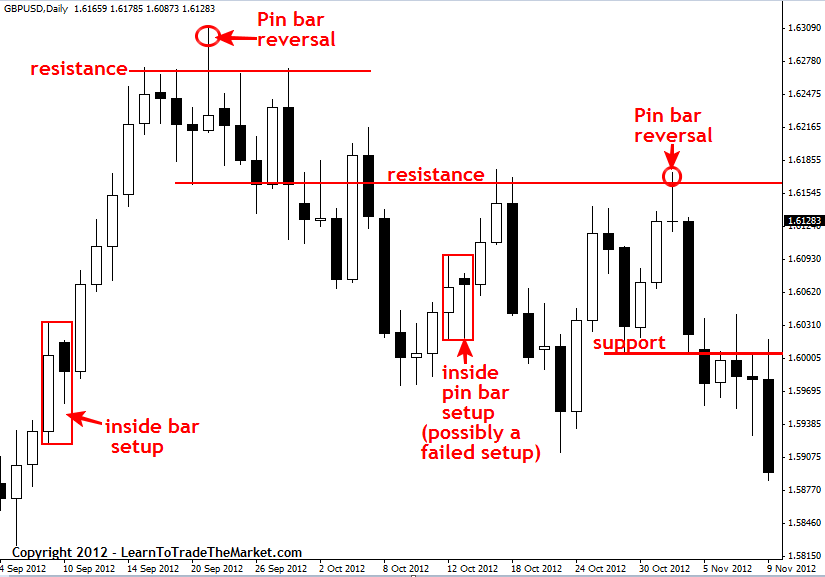 GBPUSD,Daily 1.61659 1.61785 1.60873 1.61283
Pin bar
reversal
resistance
Pin bar
reversal
resistance
support
inside
pin bar
setup
(possibly a
failed setup)
inside bar
setup
1.63090
1.62780
1.62475
1.62165
1.61855
1.61545
1.61283
1.61240
1.60930
1.60620
1.60310
1.60005
1.59695
1.59385
1.59075
1.58770
1.58460
1.58150
Copyright 2012 - LearnToTradeTheMarket.com
4 Sep 2012 10 Sep 2012 14 Sep 2012 20 Sep 2012 26 Sep 2012 2 Oct 2012 8 Oct 2012 12 Oct 2012 18 Oct 2012 24 Oct 2012 30 Oct 2012 5 Nov 2012 9 Nov 2012